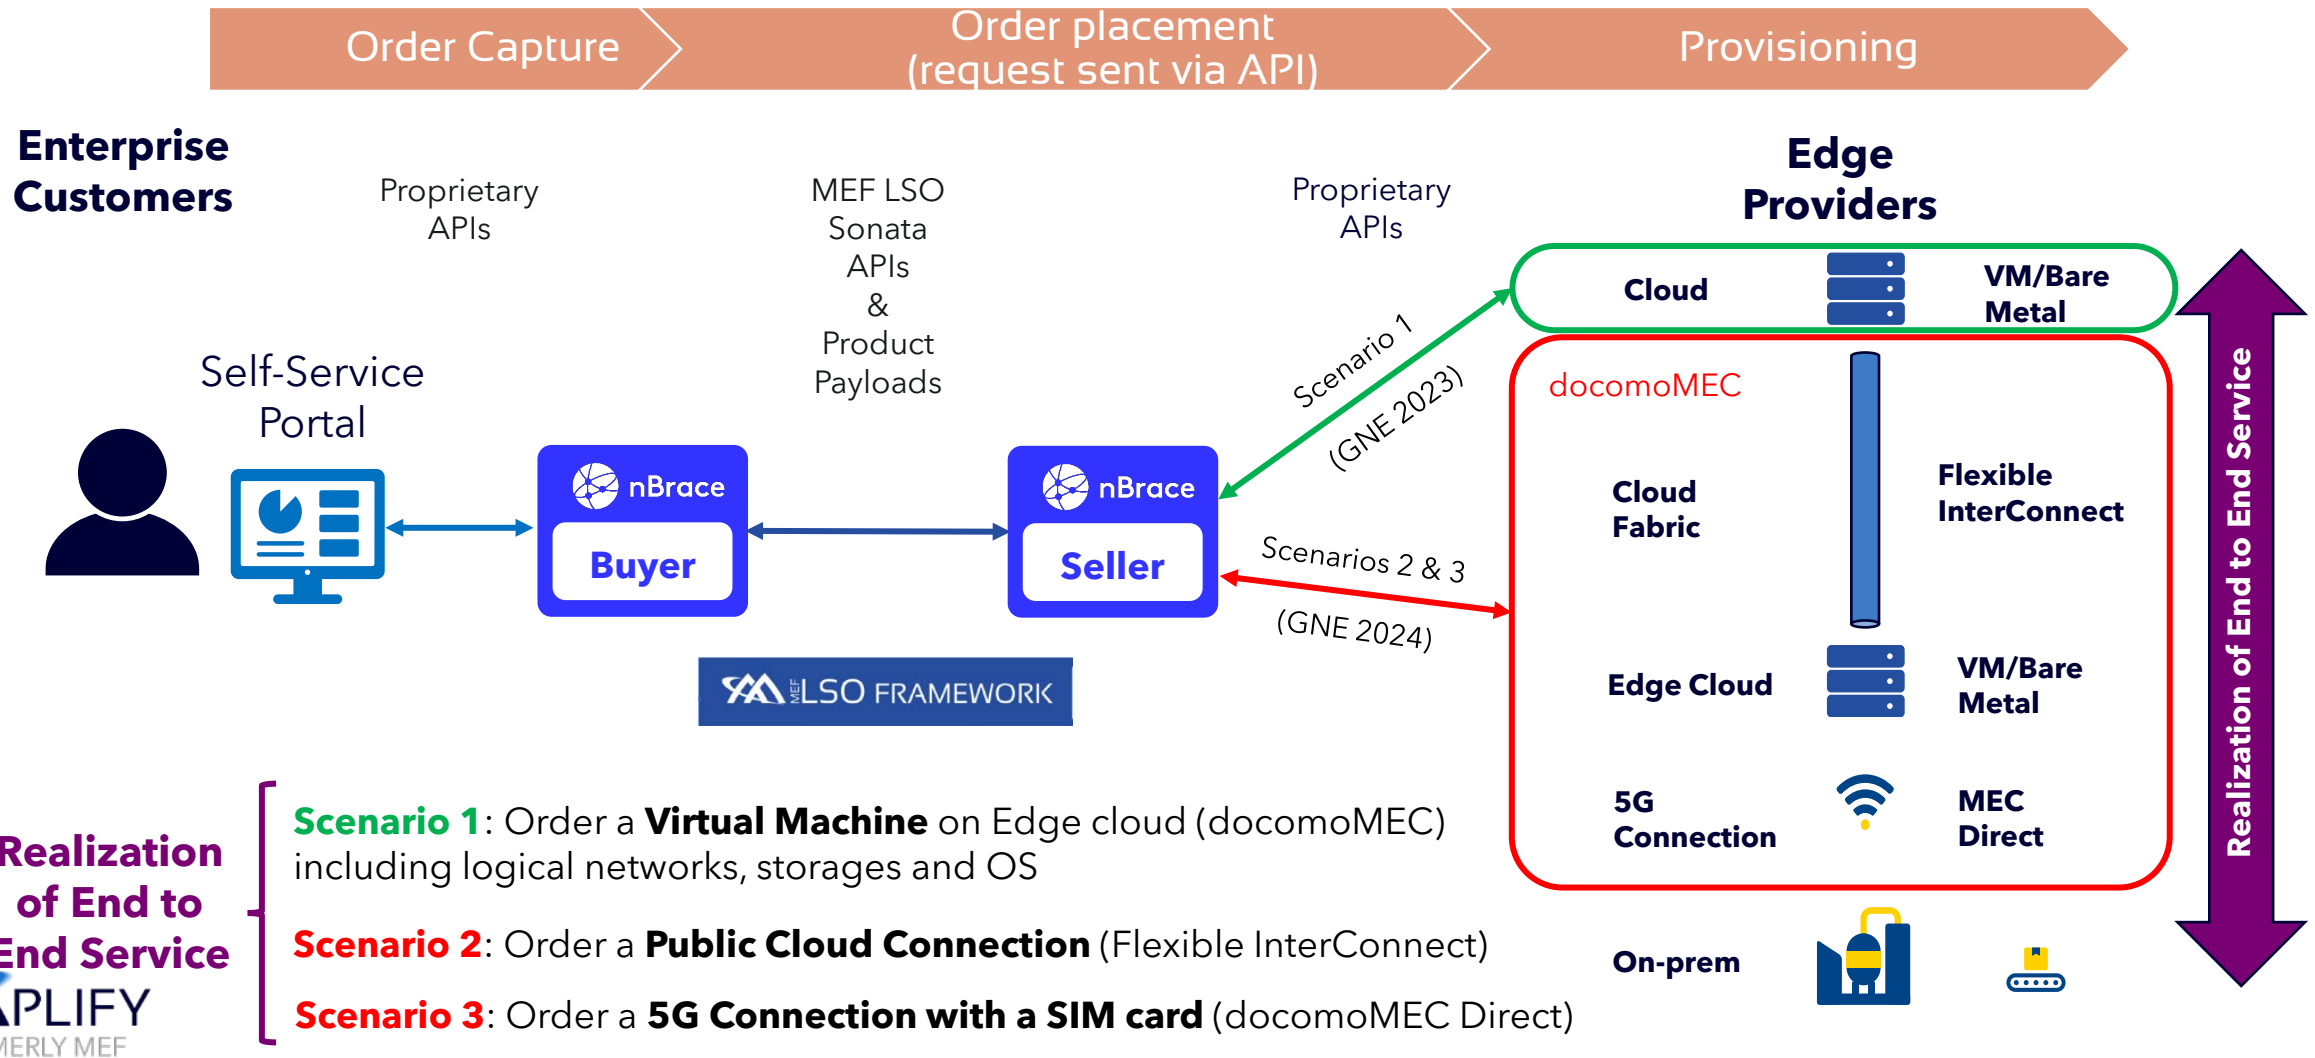 Order Capture
Order placement
(request sent via API)
Provisioning
Enterprise
Customers
Proprietary
APIs
MEF LSO
Sonata
APIs
&
Product
Payloads
Proprietary
APIs
Edge
Providers
Self-Service
Portal
nBrace
Buyer
nBrace
Seller
MEF LSO FRAMEWORK
Scenario 1
(GNE 2023)
Scenarios 2 & 3
(GNE 2024)
Cloud
VM/Bare
Metal
docomoMEC
Cloud
Fabric
Flexible
InterConnect
Edge Cloud
VM/Bare
Metal
5G
Connection
MEC
Direct
On-prem
Realization of End to End Service
Realization
of End to
End Service
Scenario 1: Order a Virtual Machine on Edge cloud (docomoMEC)
including logical networks, storages and OS
Scenario 2: Order a Public Cloud Connection (Flexible InterConnect)
Scenario 3: Order a 5G Connection with a SIM card (docomoMEC Direct)
PLIFY
MERLY MEF